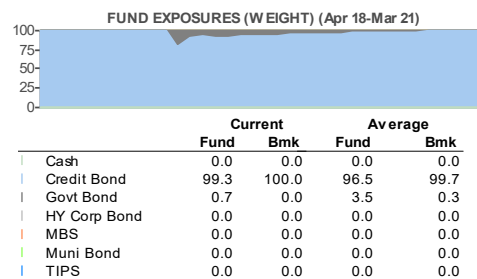 FUND EXPOSURES (WEIGHT) (Apr 18-Mar 21)
100
75
50
25
0
Current Average
Fund Bmk Fund Bmk
Cash 0.0 0.0 0.0 0.0
Credit Bond 99.3 100.0 96.5 99.7
Govt Bond 0.7 0.0 3.5 0.3
HY Corp Bond 0.0 0.0 0.0 0.0
MBS 0.0 0.0 0.0 0.0
Muni Bond 0.0 0.0 0.0 0.0
TIPS 0.0 0.0 0.0 0.0